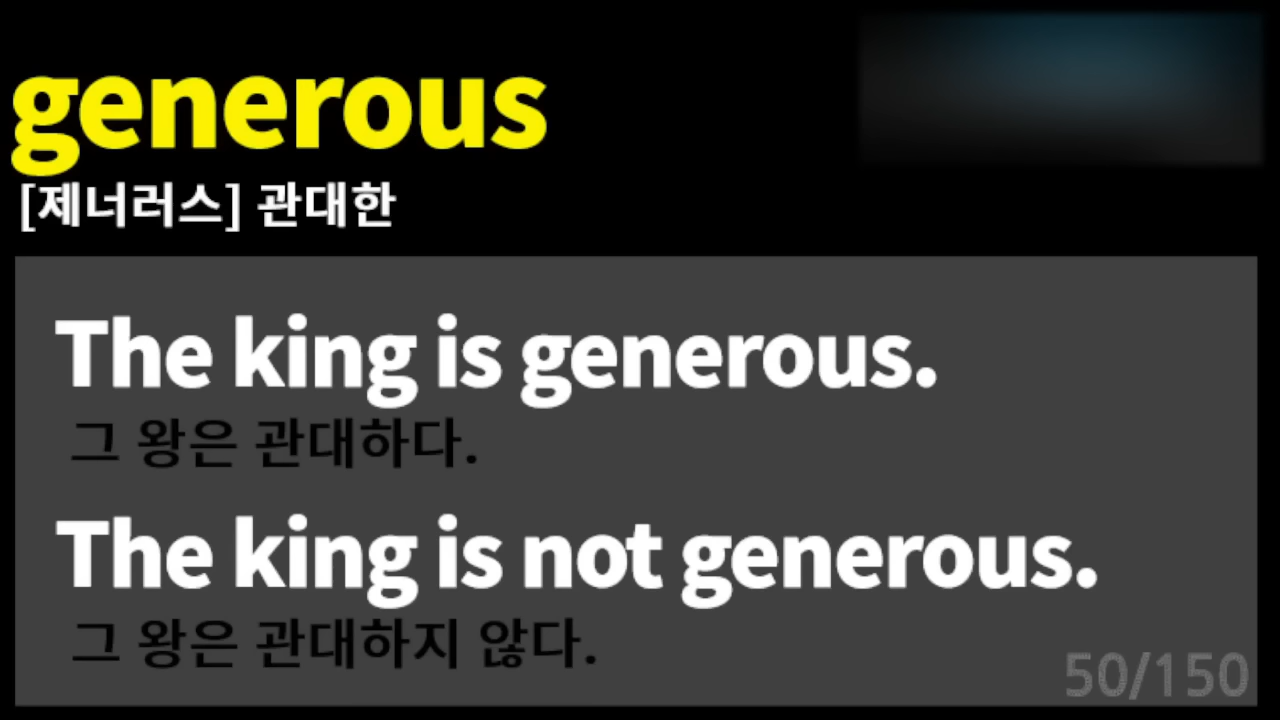 generous
[제너러스] 관대한
The king is generous.
그 왕은 관대하다.
The king is not generous.
그 왕은 관대하지 않다.
50/150